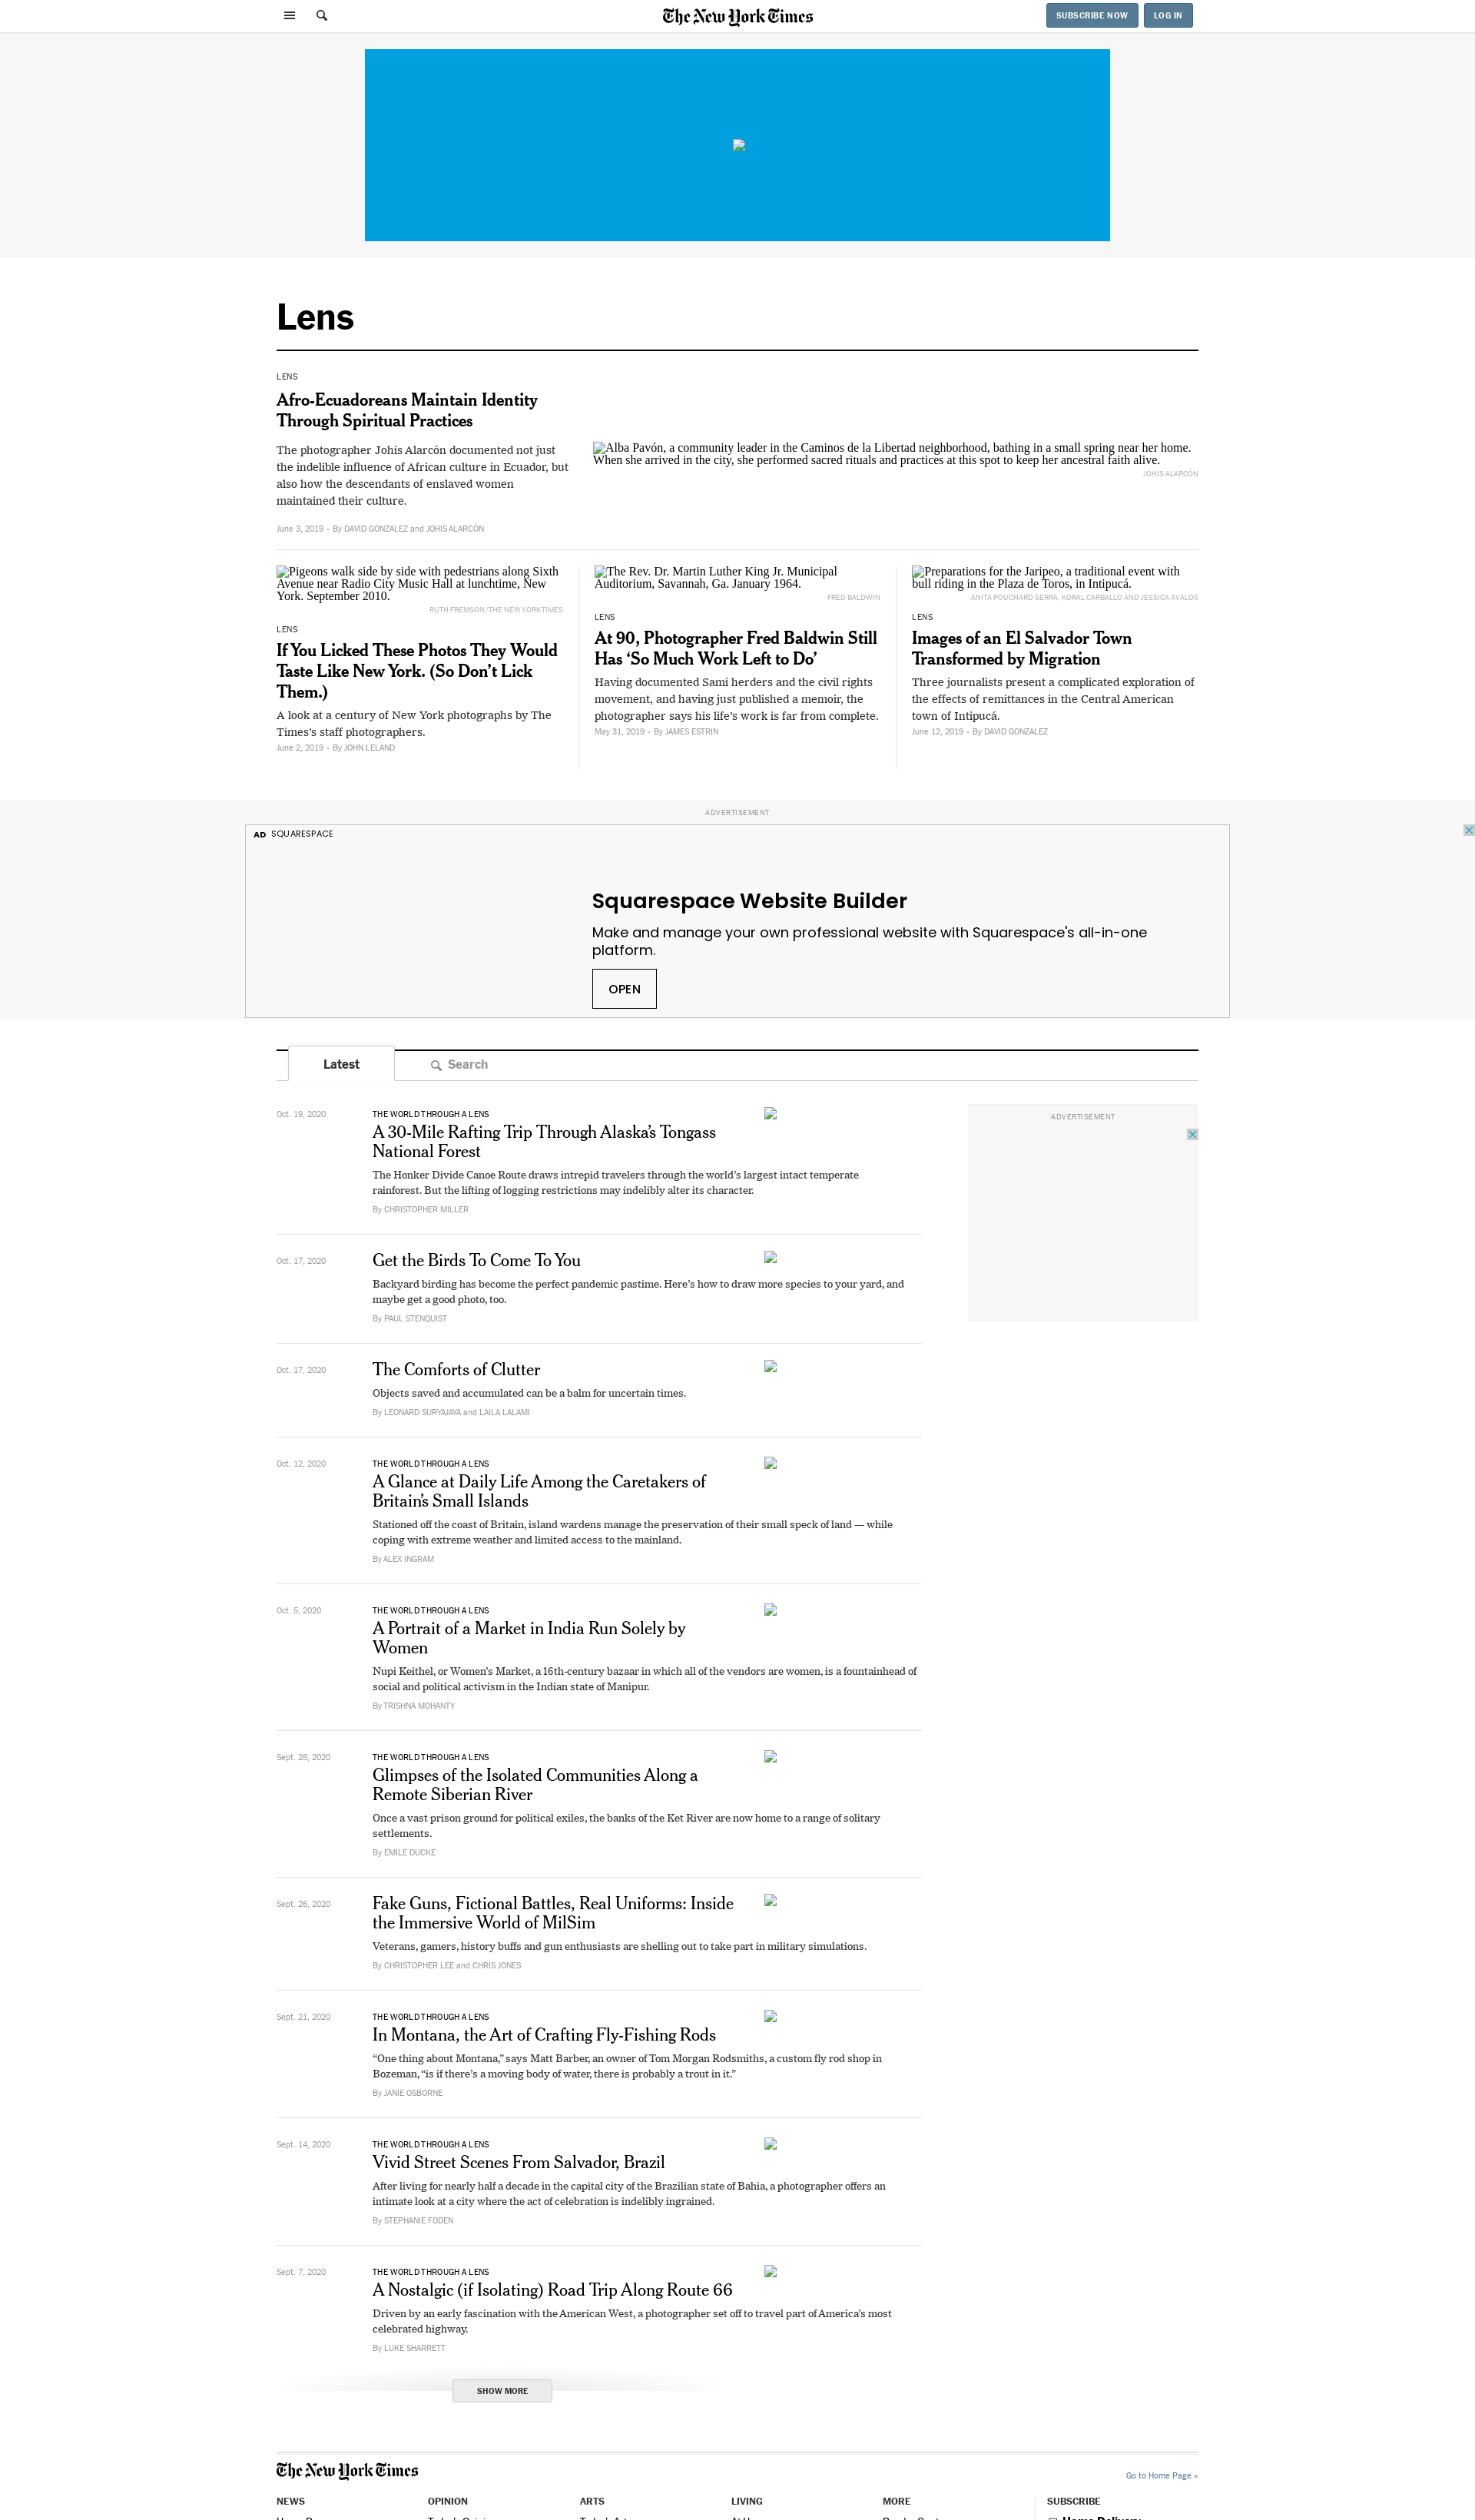 The New York Times
SUBSCRIBE NOW
LOG IN
Lens
LENS
Afro-Ecuadoreans Maintain Identity
Through Spiritual Practices
The photographer Johis Alarcón documented not just
the indelible influence of African culture in Ecuador, but
also how the descendants of enslaved women
maintained their culture.
June 3, 2019 • By DAVID GONZALEZ and JOHIS ALARCÓN
Alba Pavón, a community leader in the Caminos de la Libertad neighborhood, bathing in a small spring near her home.
When she arrived in the city, she performed sacred rituals and practices at this spot to keep her ancestral faith alive.
JOHIS ALARCÓN
Pigeons walk side by side with pedestrians along Sixth
Avenue near Radio City Music Hall at lunchtime, New
York. September 2010.
RUTH FREMSON/THE NEW YORK TIMES
LENS
If You Licked These Photos They Would
Taste Like New York. (So Don’t Lick
Them.)
A look at a century of New York photographs by The
Times’s staff photographers.
June 2, 2019 • By JOHN LELAND
The Rev. Dr. Martin Luther King Jr. Municipal
Auditorium, Savannah, Ga. January 1964.
FRED BALDWIN
LENS
At 90, Photographer Fred Baldwin Still
Has ‘So Much Work Left to Do’
Having documented Sami herders and the civil rights
movement, and having just published a memoir, the
photographer says his life’s work is far from complete.
May 31, 2019 • By JAMES ESTRIN
Preparations for the Jaripeo, a traditional event with
bull riding in the Plaza de Toros, in Intipucá.
ANITA POUCHARD SERRA, KORAL CARBALLO AND JESSICA AVALOS
LENS
Images of an El Salvador Town
Transformed by Migration
Three journalists present a complicated exploration of
the effects of remittances in the Central American
town of Intipucá.
June 12, 2019 • By DAVID GONZALEZ
ADVERTISEMENT
AD SQUARESPACE
Squarespace Website Builder
Make and manage your own professional website with Squarespace's all-in-one
platform.
OPEN
Latest
Search
ADVERTISEMENT
Oct. 19, 2020
THE WORLD THROUGH A LENS
A 30-Mile Rafting Trip Through Alaska’s Tongass
National Forest
The Honker Divide Canoe Route draws intrepid travelers through the world’s largest intact temperate
rainforest. But the lifting of logging restrictions may indelibly alter its character.
By CHRISTOPHER MILLER
Oct. 17, 2020
Get the Birds To Come To You
Backyard birding has become the perfect pandemic pastime. Here’s how to draw more species to your yard, and
maybe get a good photo, too.
By PAUL STENQUIST
Oct. 17, 2020
The Comforts of Clutter
Objects saved and accumulated can be a balm for uncertain times.
By LEONARD SURYAJAYA and LAILA LALAMI
Oct. 12, 2020
THE WORLD THROUGH A LENS
A Glance at Daily Life Among the Caretakers of
Britain’s Small Islands
Stationed off the coast of Britain, island wardens manage the preservation of their small speck of land — while
coping with extreme weather and limited access to the mainland.
By ALEX INGRAM
Oct. 5, 2020
THE WORLD THROUGH A LENS
A Portrait of a Market in India Run Solely by
Women
Nupi Keithel, or Women’s Market, a 16th-century bazaar in which all of the vendors are women, is a fountainhead of
social and political activism in the Indian state of Manipur.
By TRISHNA MOHANTY
Sept. 28, 2020
THE WORLD THROUGH A LENS
Glimpses of the Isolated Communities Along a
Remote Siberian River
Once a vast prison ground for political exiles, the banks of the Ket River are now home to a range of solitary
settlements.
By EMILE DUCKE
Sept. 26, 2020
Fake Guns, Fictional Battles, Real Uniforms: Inside
the Immersive World of MilSim
Veterans, gamers, history buffs and gun enthusiasts are shelling out to take part in military simulations.
By CHRISTOPHER LEE and CHRIS JONES
Sept. 21, 2020
THE WORLD THROUGH A LENS
In Montana, the Art of Crafting Fly-Fishing Rods
“One thing about Montana,” says Matt Barber, an owner of Tom Morgan Rodsmiths, a custom fly rod shop in
Bozeman, “is if there’s a moving body of water, there is probably a trout in it.”
By JANIE OSBORNE
Sept. 14, 2020
THE WORLD THROUGH A LENS
Vivid Street Scenes From Salvador, Brazil
After living for nearly half a decade in the capital city of the Brazilian state of Bahia, a photographer offers an
intimate look at a city where the act of celebration is indelibly ingrained.
By STEPHANIE FODEN
Sept. 7, 2020
THE WORLD THROUGH A LENS
A Nostalgic (if Isolating) Road Trip Along Route 66
Driven by an early fascination with the American West, a photographer set off to travel part of America’s most
celebrated highway.
By LUKE SHARRETT
SHOW MORE
The New York Times
Go to Home Page »
NEWS
OPINION
ARTS
LIVING
MORE
SUBSCRIBE